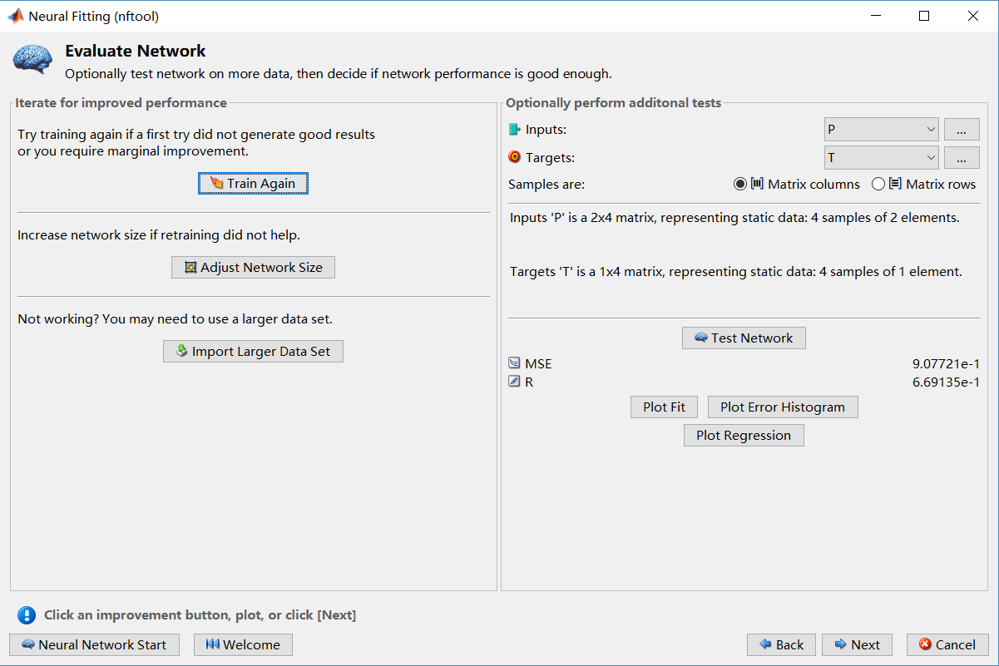 Neural Fitting (nftool)
Evaluate Network
Optionally test network on more data, then decide if network performance is good enough.
Iterate for improved performance
Try training again if a first try did not generate good results
or you require marginal improvement.
Train Again
Increase network size if retraining did not help.
Adjust Network Size
Not working? You may need to use a larger data set.
Import Larger Data Set
Optionally perform additonal tests
Inputs: P ...
Targets: T ...
Samples are: Matrix columns Matrix rows
Inputs 'P' is a 2x4 matrix, representing static data: 4 samples of 2 elements.
Targets 'T' is a 1x4 matrix, representing static data: 4 samples of 1 element.
Test Network
MSE 9.07721e-1
R 6.69135e-1
Plot Fit Plot Error Histogram
Plot Regression
Click an improvement button, plot, or click [Next]
Neural Network Start Welcome Back Next Cancel